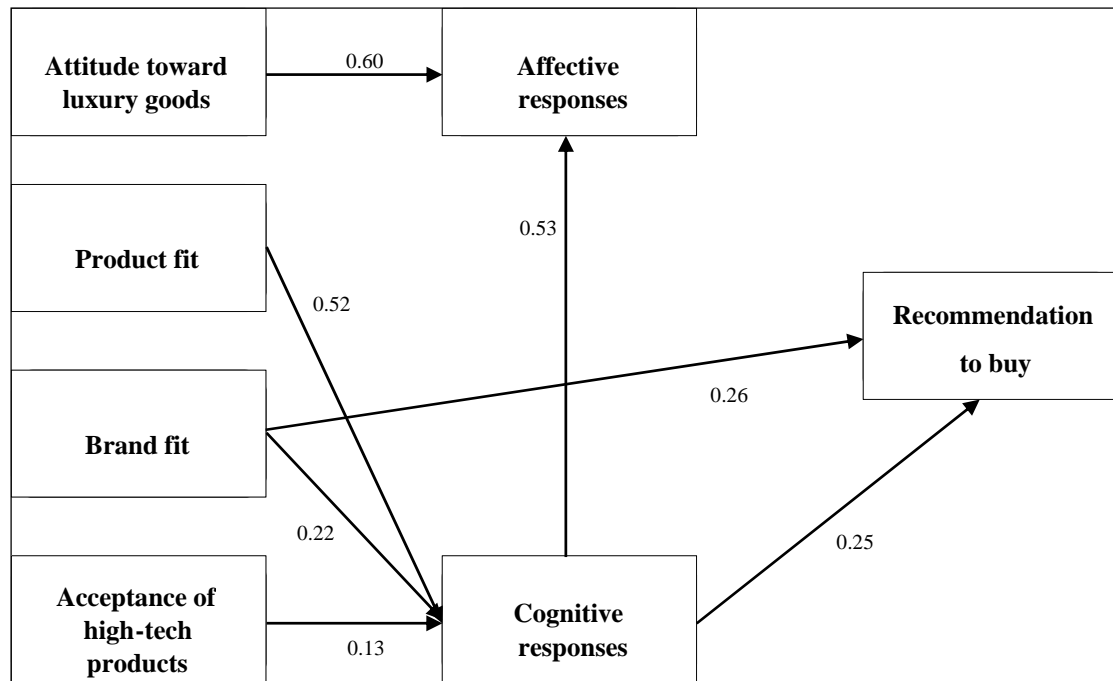 Attitude toward
luxury goods
0.60
Affective
responses
Product fit
0.52
0.53
Recommendation
to buy
Brand fit
0.26
0.22
0.25
Acceptance of
high-tech
products
0.13
Cognitive
responses